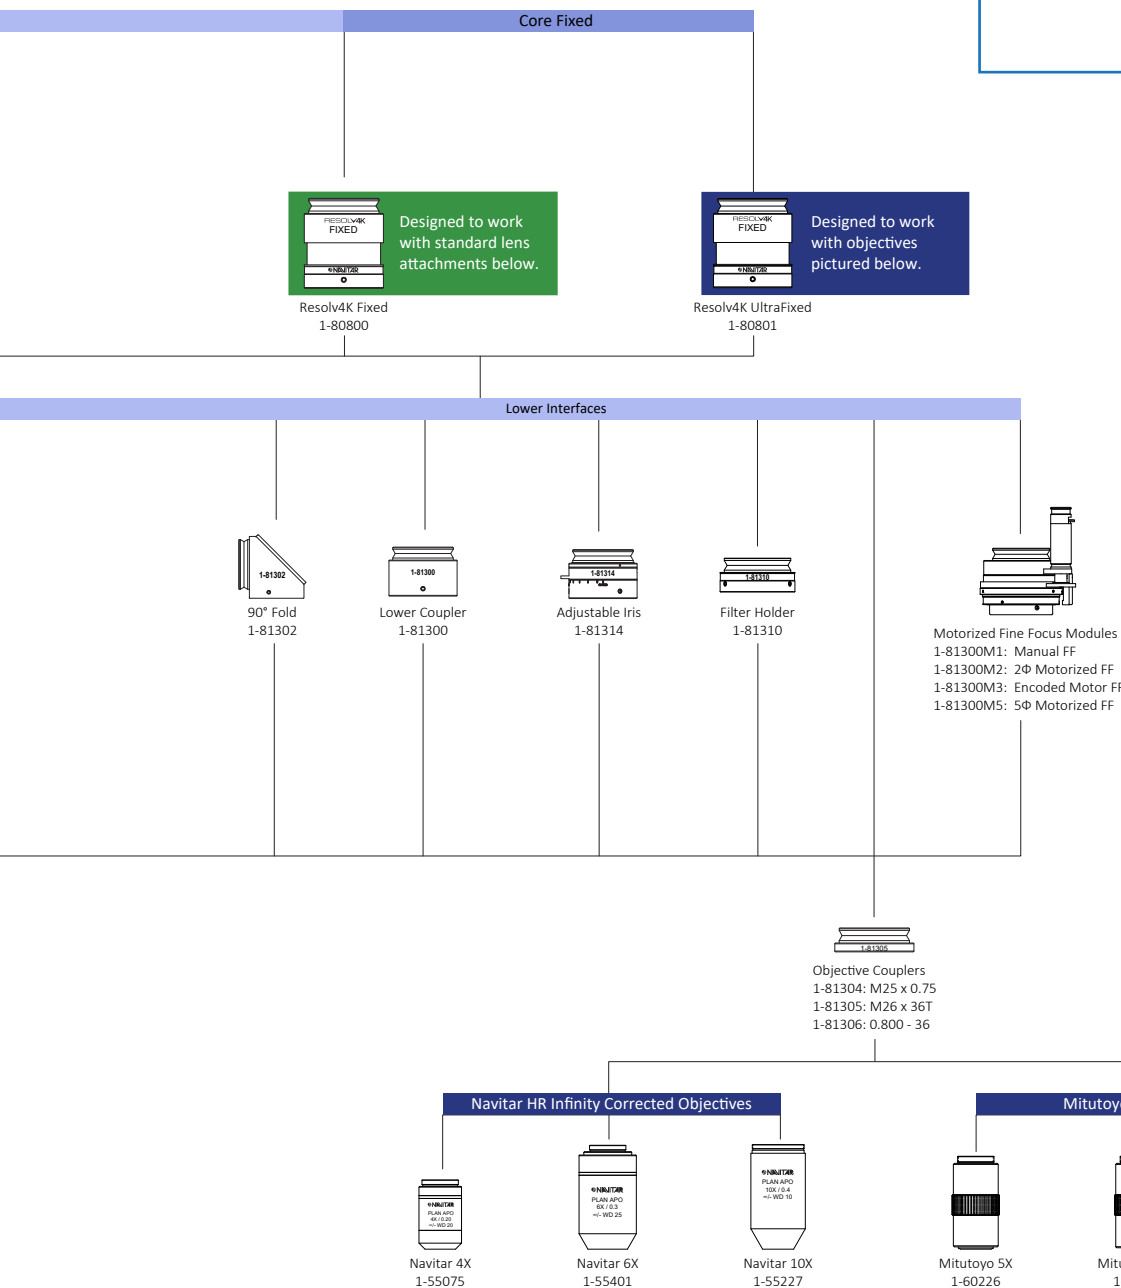 Core Fixed
RESOLV4K
FIXED
NAVITAR
Designed to work
with standard lens
attachments below.
Resolv4K Fixed
1-80800
RESOLV4K
FIXED
NAVITAR
Designed to work
with objectives
pictured below.
Resolv4K UltraFixed
1-80801
Lower Interfaces
1-81302
90° Fold
1-81302
1-81300
Lower Coupler
1-81300
1-81314
Adjustable Iris
1-81314
1-81310
Filter Holder
1-81310
Motorized Fine Focus Modules
1-81300M1: Manual FF
1-81300M2: 2Φ Motorized FF
1-81300M3: Encoded Motor FF
1-81300M5: 5Φ Motorized FF
1-81305
Objective Couplers
1-81304: M25 x 0.75
1-81305: M26 x 36T
1-81306: 0.800 - 36
Navitar HR Infinity Corrected Objectives
NAVITAR
PLAN APO
4X / 0.20
∞/- WD 20
Navitar 4X
1-55075
NAVITAR
PLAN APO
6X / 0.3
∞/- WD 25
Navitar 6X
1-55401
NAVITAR
PLAN APO
10X / 0.4
∞/- WD 10
Navitar 10X
1-55227
Mitutoy
Mitutoyo 5X
1-60226
Mitu
1